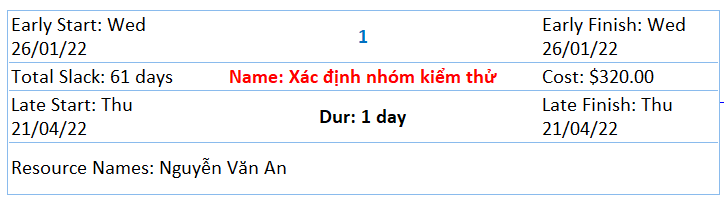 Early Start: Wed
26/01/22
1
Early Finish: Wed
26/01/22
Total Slack: 61 days
Name: Xác định nhóm kiểm thử
Cost: $320.00
Late Start: Thu
21/04/22
Dur: 1 day
Late Finish: Thu
21/04/22
Resource Names: Nguyễn Văn An